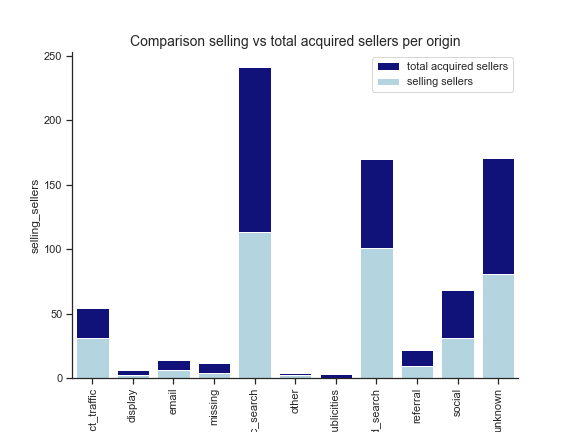 Comparison selling vs total acquired sellers per origin
total acquired sellers
selling sellers
selling_sellers
250
200
150
100
50
0
ct_traffic
display
email
missing
c_search
other
ublicities
d_search
referral
social
unknown